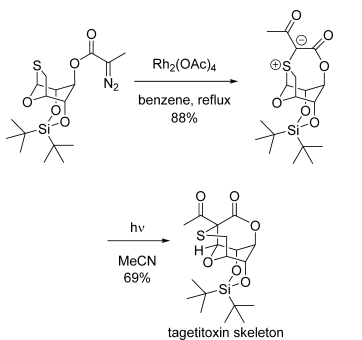 O
O
S
N₂
O
O
O
Si
Rh₂(OAc)₄
benzene, reflux
88%
O
⊖
O
⊕
S
O
O
O
O
Si
hν
MeCN
69%
O O
O
S
H
O
O
O
Si
tagetitoxin skeleton